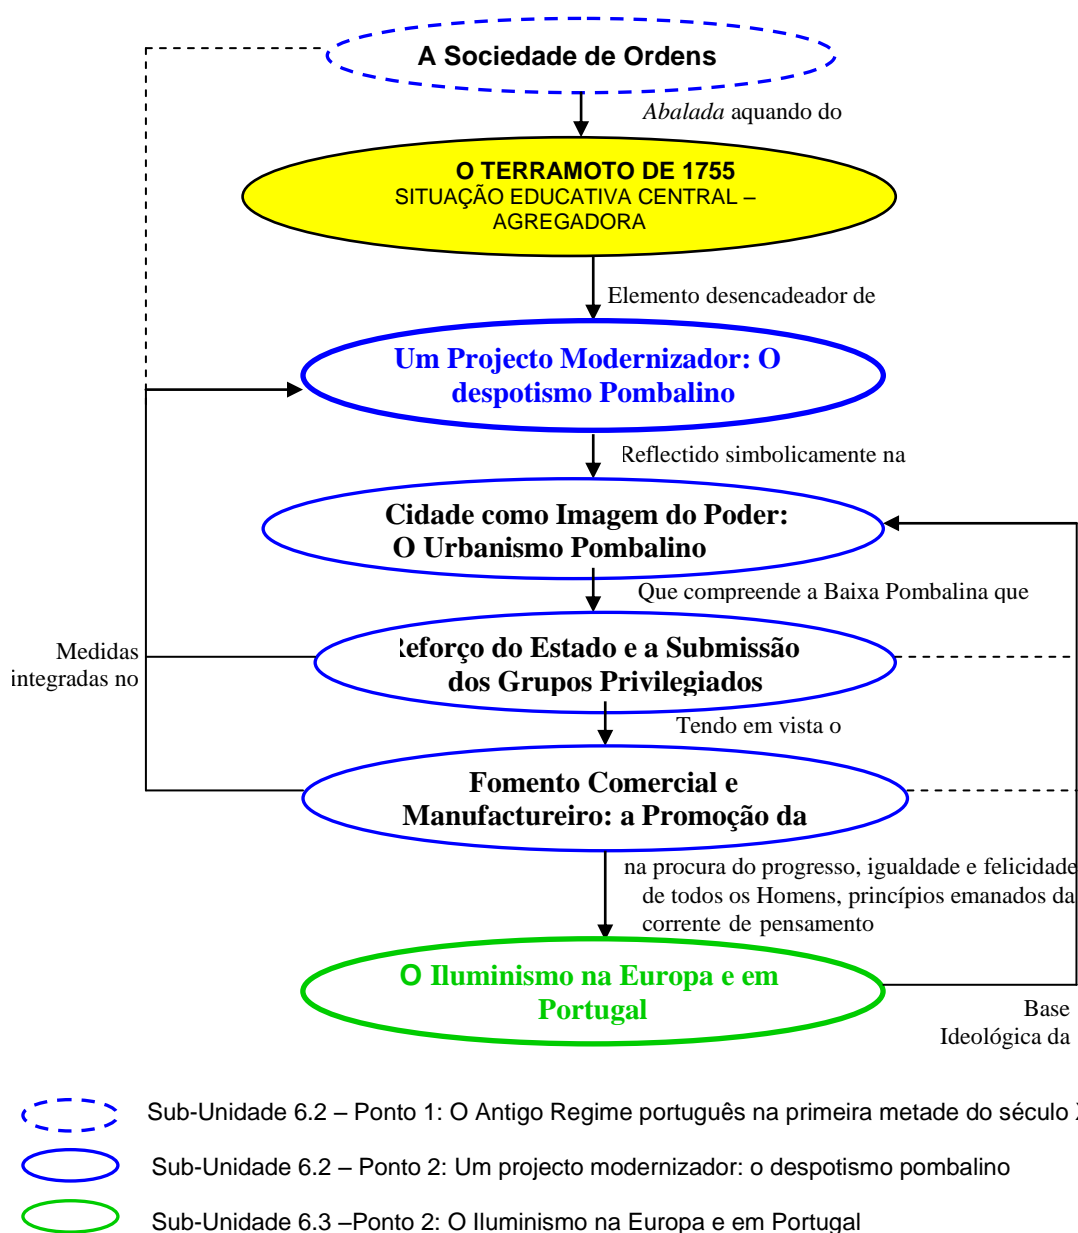 A Sociedade de Ordens
Abalada aquando do
O TERRAMOTO DE 1755
SITUAÇÃO EDUCATIVA CENTRAL –
AGREGADORA
Elemento desencadeador de
Um Projecto Modernizador: O
despotismo Pombalino
Reflectido simbolicamente na
Cidade como Imagem do Poder:
O Urbanismo Pombalino
Que compreende a Baixa Pombalina que
Reforço do Estado e a Submissão
dos Grupos Privilegiados
Medidas
integradas no
Tendo em vista o
Fomento Comercial e
Manufactureiro: a Promoção da
na procura do progresso, igualdade e felicidade
de todos os Homens, princípios emanados da
corrente de pensamento
O Iluminismo na Europa e em
Portugal
Base
Ideológica da
Sub-Unidade 6.2 – Ponto 1: O Antigo Regime português na primeira metade do século
Sub-Unidade 6.2 – Ponto 2: Um projecto modernizador: o despotismo pombalino
Sub-Unidade 6.3 –Ponto 2: O Iluminismo na Europa e em Portugal